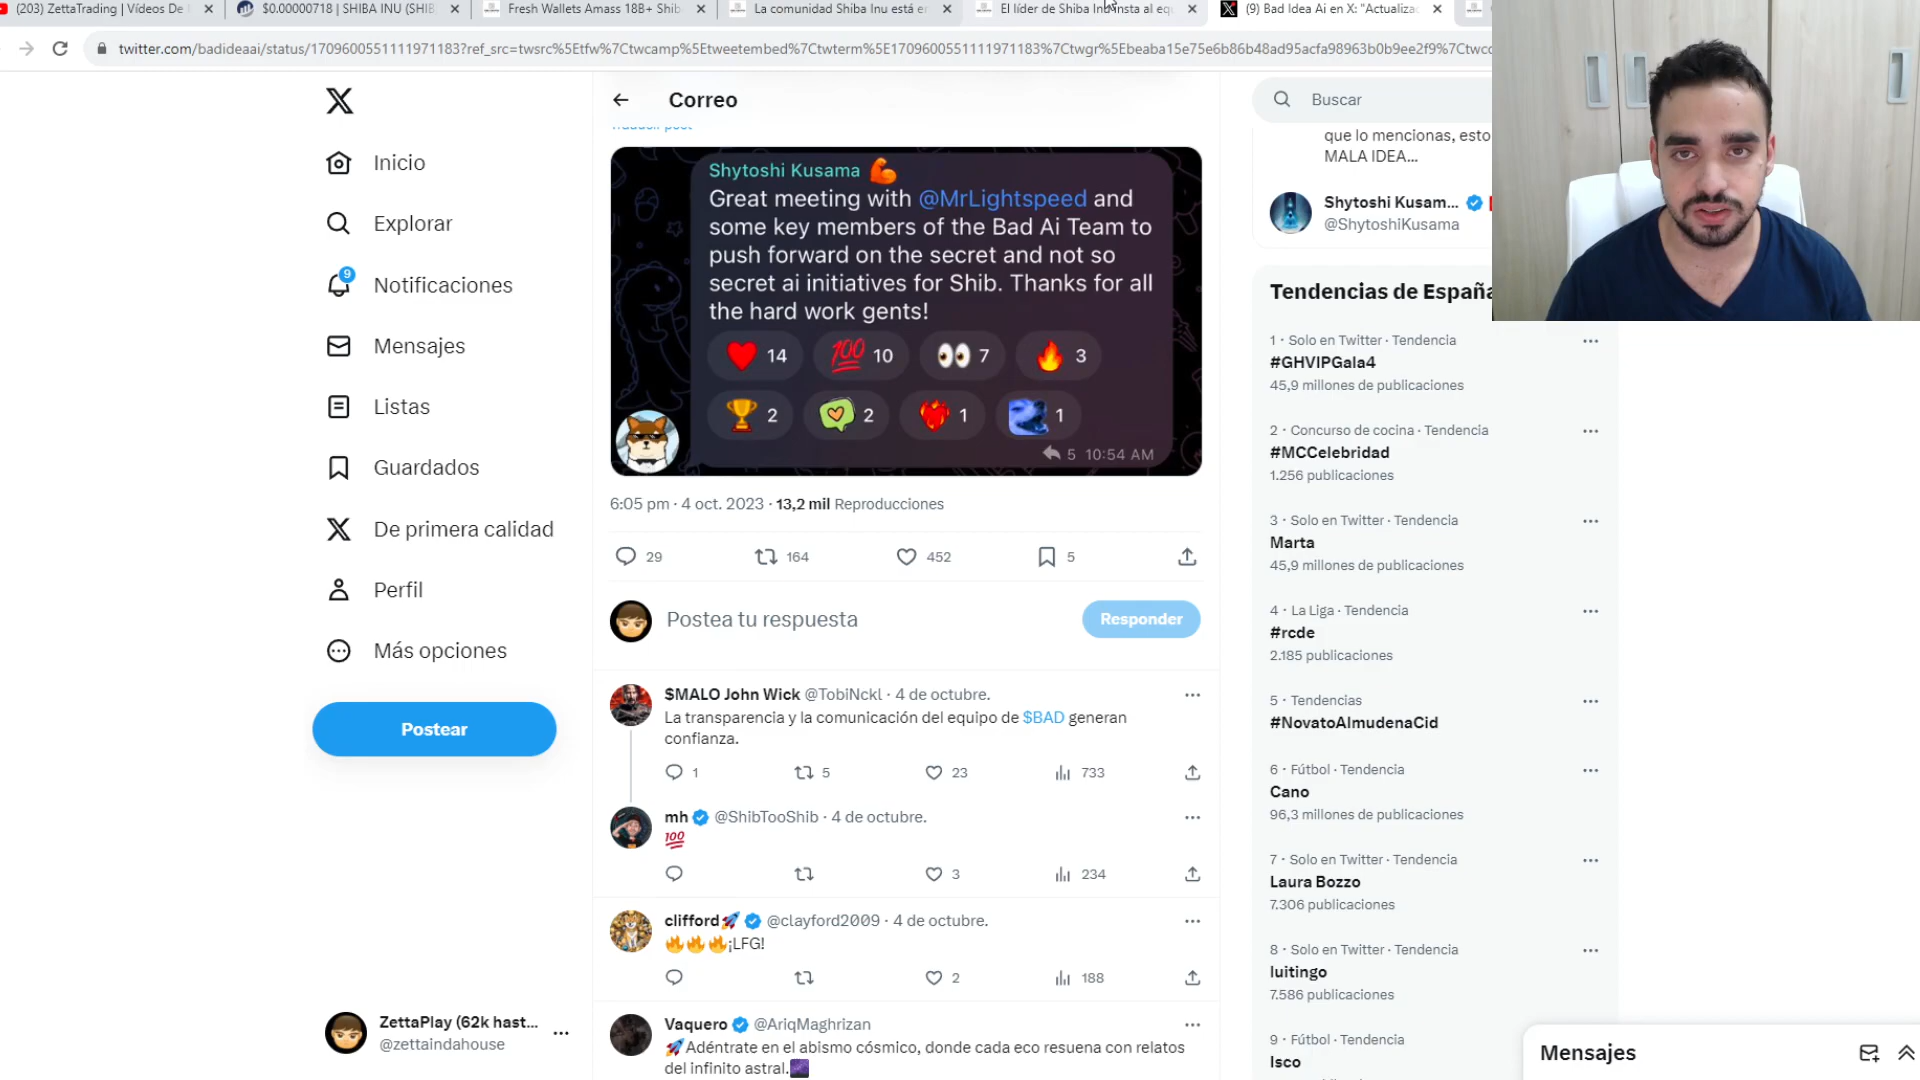 (203) ZettaTrading | Vídeos De
$0.00000718 | SHIBA INU (SHIB
Fresh Wallets Amass 18B+ Shib
La comunidad Shiba Inu está en
El líder de Shiba Inu insta al equ
(9) Bad Idea Ai en X: "Actualiza
twitter.com/badideaai/status/1709600551111971183?ref_src=twsrc%5Etfw%7Ctwcamp%5Etweetembed%7Ctwterm%5E1709600551111971183%7Ctwgr%5Ebeaba15e75e6b86b48ad95acfa98963b0b9ee2f9%7Ctwcc
Correo
Traducir post
Buscar
Inicio
Explorar
9
Notificaciones
Mensajes
Listas
Guardados
De primera calidad
Perfil
Más opciones
Postear
ZettaPlay (62k hast...
@zettaindahouse
Shytoshi Kusama
Great meeting with @MrLightspeed and
some key members of the Bad Ai Team to
push forward on the secret and not so
secret ai initiatives for Shib. Thanks for all
the hard work gents!
14 100 10 7 3
2 2 1 1
5 10:54 AM
6:05 pm · 4 oct. 2023 · 13,2 mil Reproducciones
29 164 452 5
Postea tu respuesta
Responder
$MALO John Wick @TobiNckl · 4 de octubre.
La transparencia y la comunicación del equipo de $BAD generan
confianza.
1 5 23 733
mh @ShibTooShib · 4 de octubre.
100
3 234
clifford @clayford2009 · 4 de octubre.
¡LFG!
2 188
Vaquero @AriqMaghrizan
Adéntrate en el abismo cósmico, donde cada eco resuena con relatos
del infinito astral.
que lo mencionas, esto
MALA IDEA...
Shytoshi Kusam...
@ShytoshiKusama
Tendencias de España
1 · Solo en Twitter · Tendencia
#GHVIPGala4
45,9 millones de publicaciones
2 · Concurso de cocina · Tendencia
#MCCelebridad
1.256 publicaciones
3 · Solo en Twitter · Tendencia
Marta
45,9 millones de publicaciones
4 · La Liga · Tendencia
#rcde
2.185 publicaciones
5 · Tendencias
#NovatoAlmudenaCid
6 · Fútbol · Tendencia
Cano
96,3 millones de publicaciones
7 · Solo en Twitter · Tendencia
Laura Bozzo
7.306 publicaciones
8 · Solo en Twitter · Tendencia
luitingo
7.586 publicaciones
9 · Fútbol · Tendencia
Isco
Mensajes